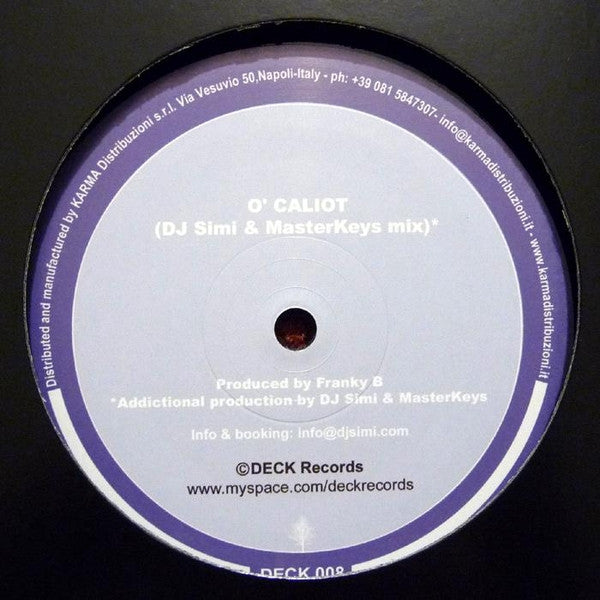 Distributed and manufactured by KARMA Distribuzioni s.r.l. Via Vesuvio 50,Napoli-Italy - ph: +39 081 5847307- info@karmadistribuzioni.it - www.karmadistribuzioni.it
O' CALIOT
(DJ Simi & MasterKeys mix)*
Produced by Franky B
*Addictional production by DJ Simi & MasterKeys
Info & booking: info@djsimi.com
©DECK Records
www.myspace.com/deckrecords
DECK 008